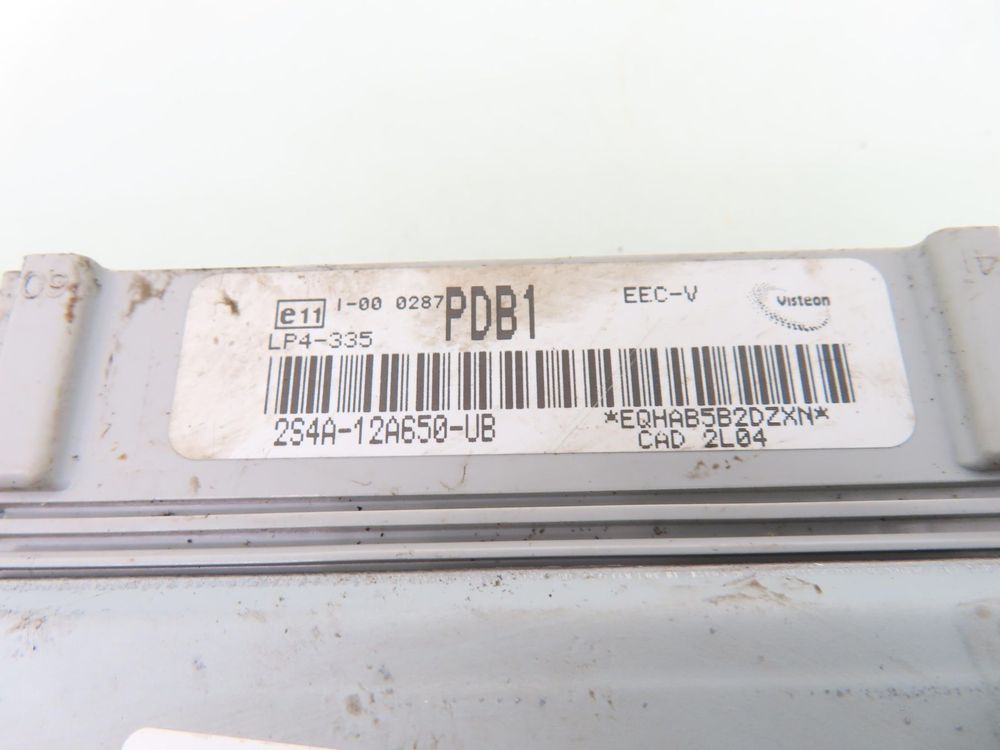 e11 I-00 0287 PDB1 EEC-V Visteon
LP4-335
2S4A-12A650-UB *EQHAB5B2DZXN*
CAD 2L04